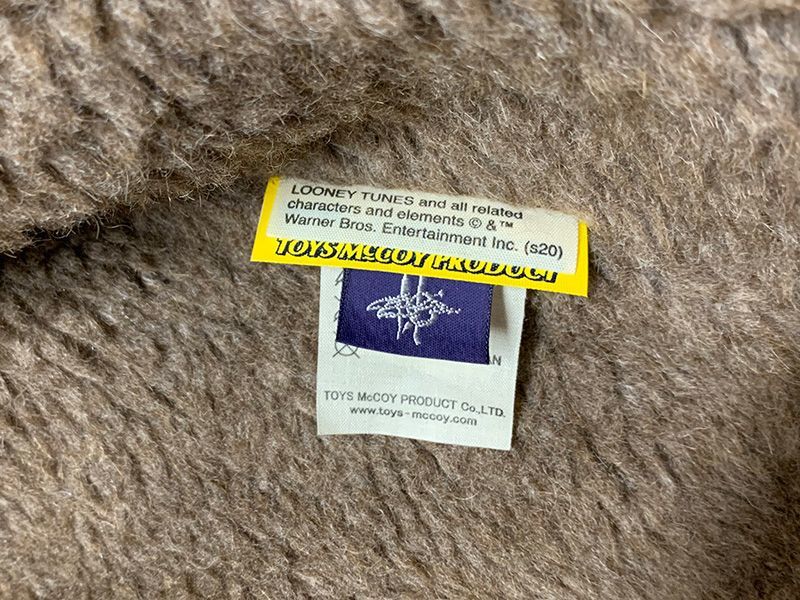 LOONEY TUNES and all related
characters and elements © &™
Warner Bros. Entertainment Inc. (s20)
TOYS McCOY PRODUCT
AN
TOYS McCOY PRODUCT Co.,LTD.
www.toys-mccoy.com